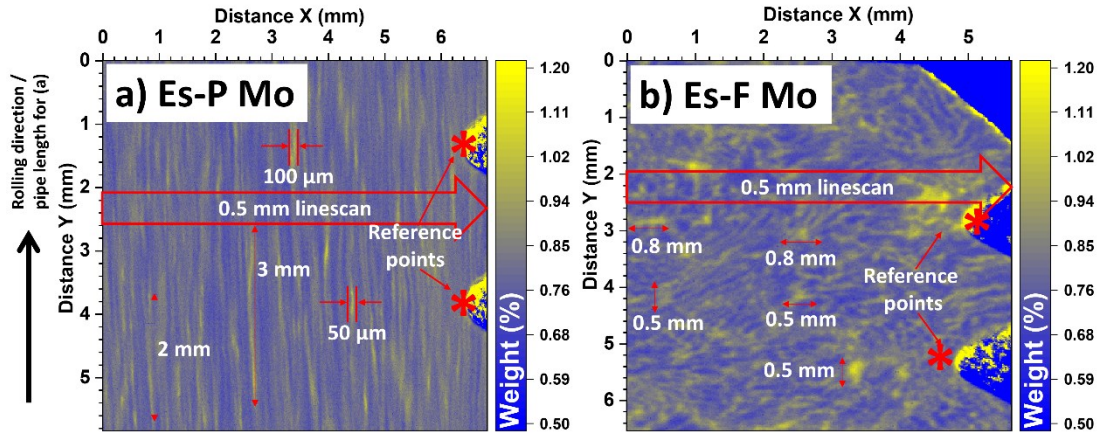 Distance X (mm)
0 1 2 3 4 5 6
a) Es-P Mo
Rolling direction /
pipe length for (a)
Distance Y (mm)
0
1
2
3
4
5
100 µm
0.5 mm linescan
Reference
points
3 mm
2 mm
50 µm
1.20
1.11
1.02
0.94
0.85
0.76
0.68
0.59
0.50
Weight (%)
Distance X (mm)
0 1 2 3 4 5
b) Es-F Mo
Distance Y (mm)
0
1
2
3
4
5
6
0.5 mm linescan
0.8 mm
0.8 mm
Reference
points
0.5 mm
0.5 mm
0.5 mm
1.20
1.11
1.02
0.94
0.85
0.76
0.68
0.59
0.50
Weight (%)